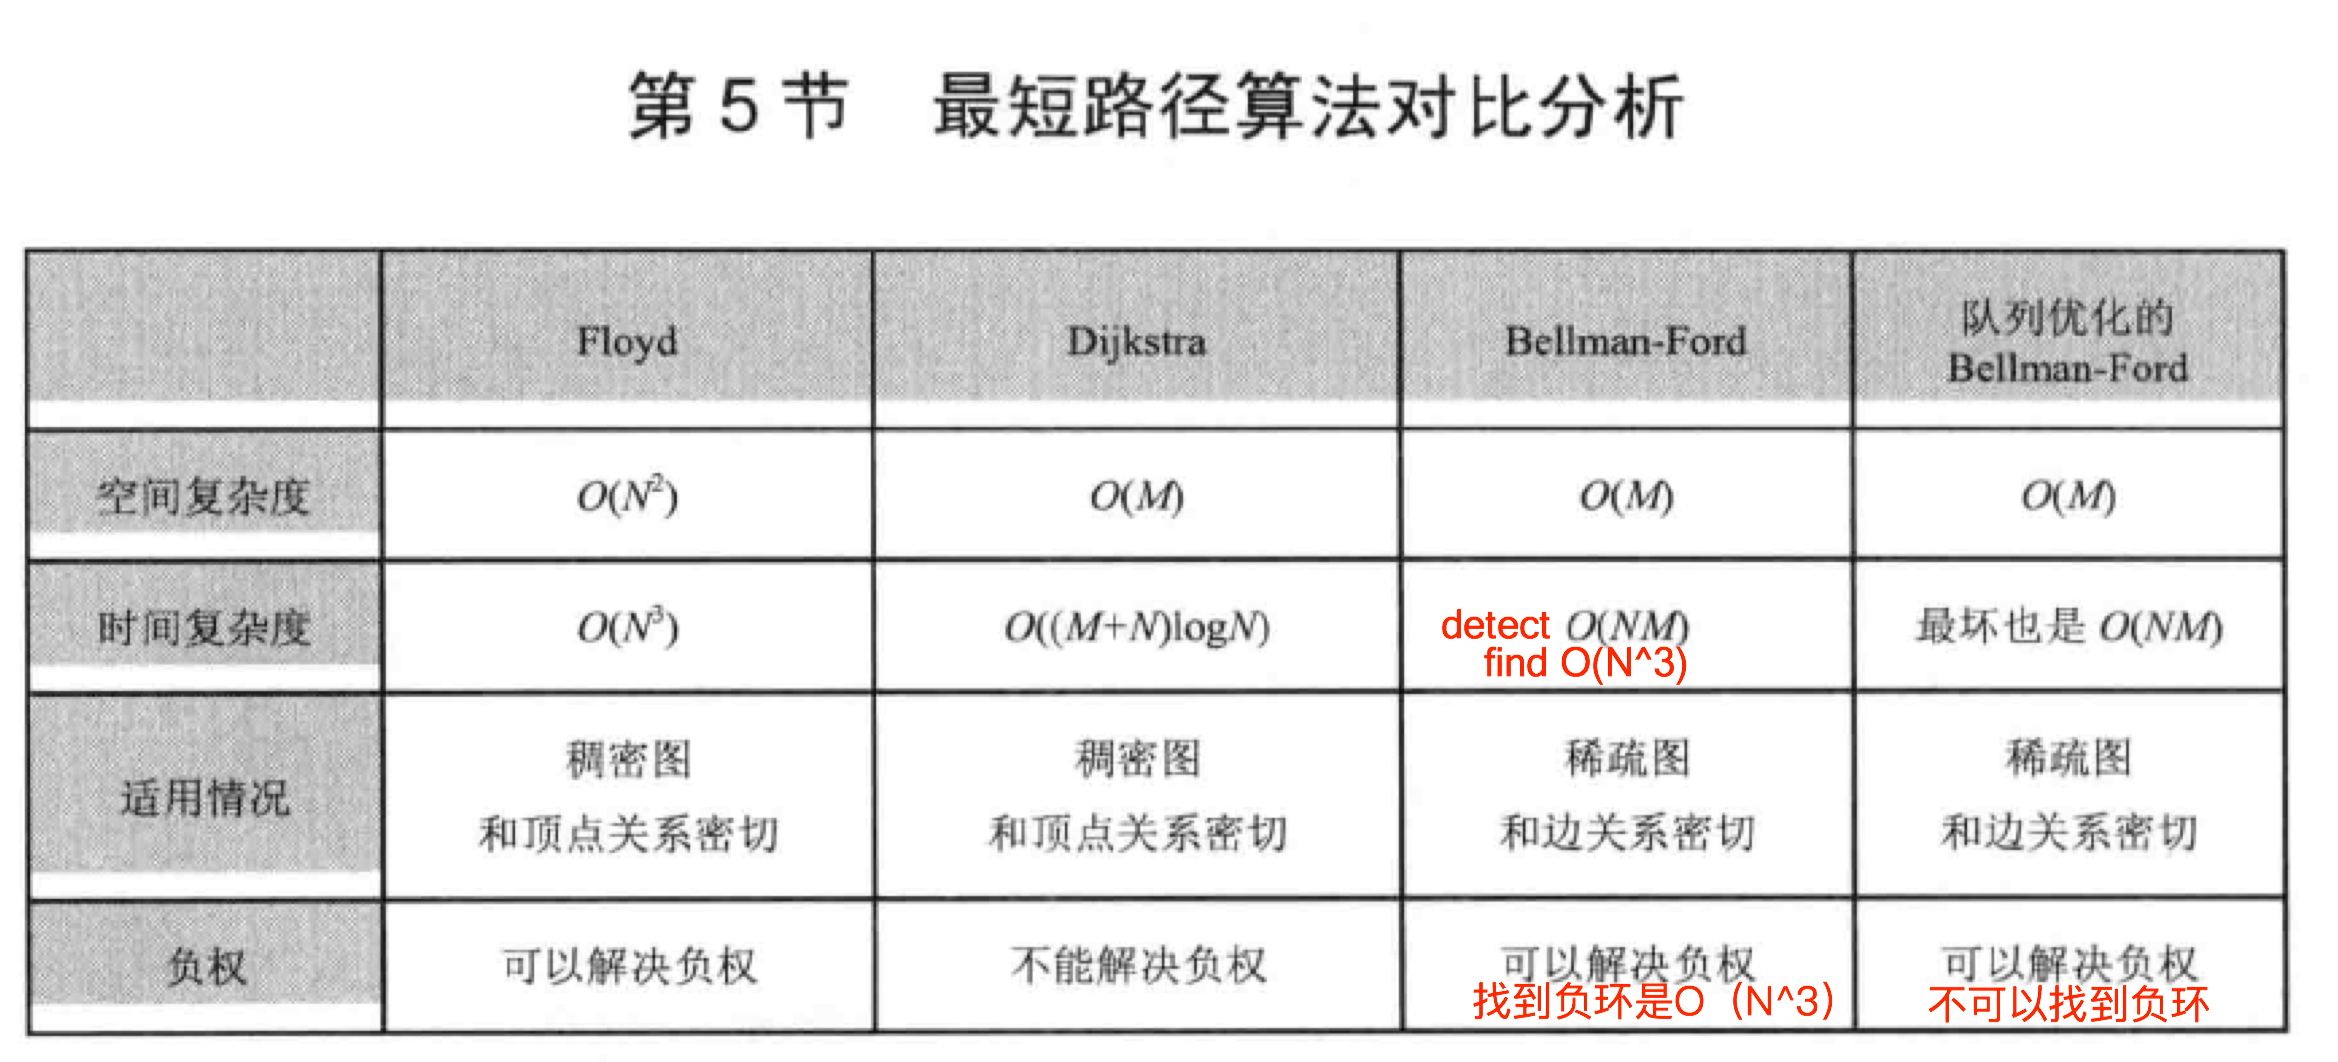 第 5 节 最短路径算法对比分析
Floyd
Dijkstra
Bellman-Ford
队列优化的
Bellman-Ford
空间复杂度
O(N²)
O(M)
O(M)
O(M)
时间复杂度
O(N³)
O((M+N)logN)
detect O(NM)
find O(N^3)
最坏也是 O(NM)
适用情况
稠密图
和顶点关系密切
稠密图
和顶点关系密切
稀疏图
和边关系密切
稀疏图
和边关系密切
负权
可以解决负权
不能解决负权
可以解决负权
找到负环是O（N^3）
可以解决负权
不可以找到负环